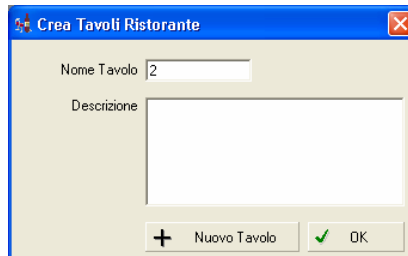 Crea Tavoli Ristorante
Nome Tavolo 2
Descrizione
Nuovo Tavolo OK